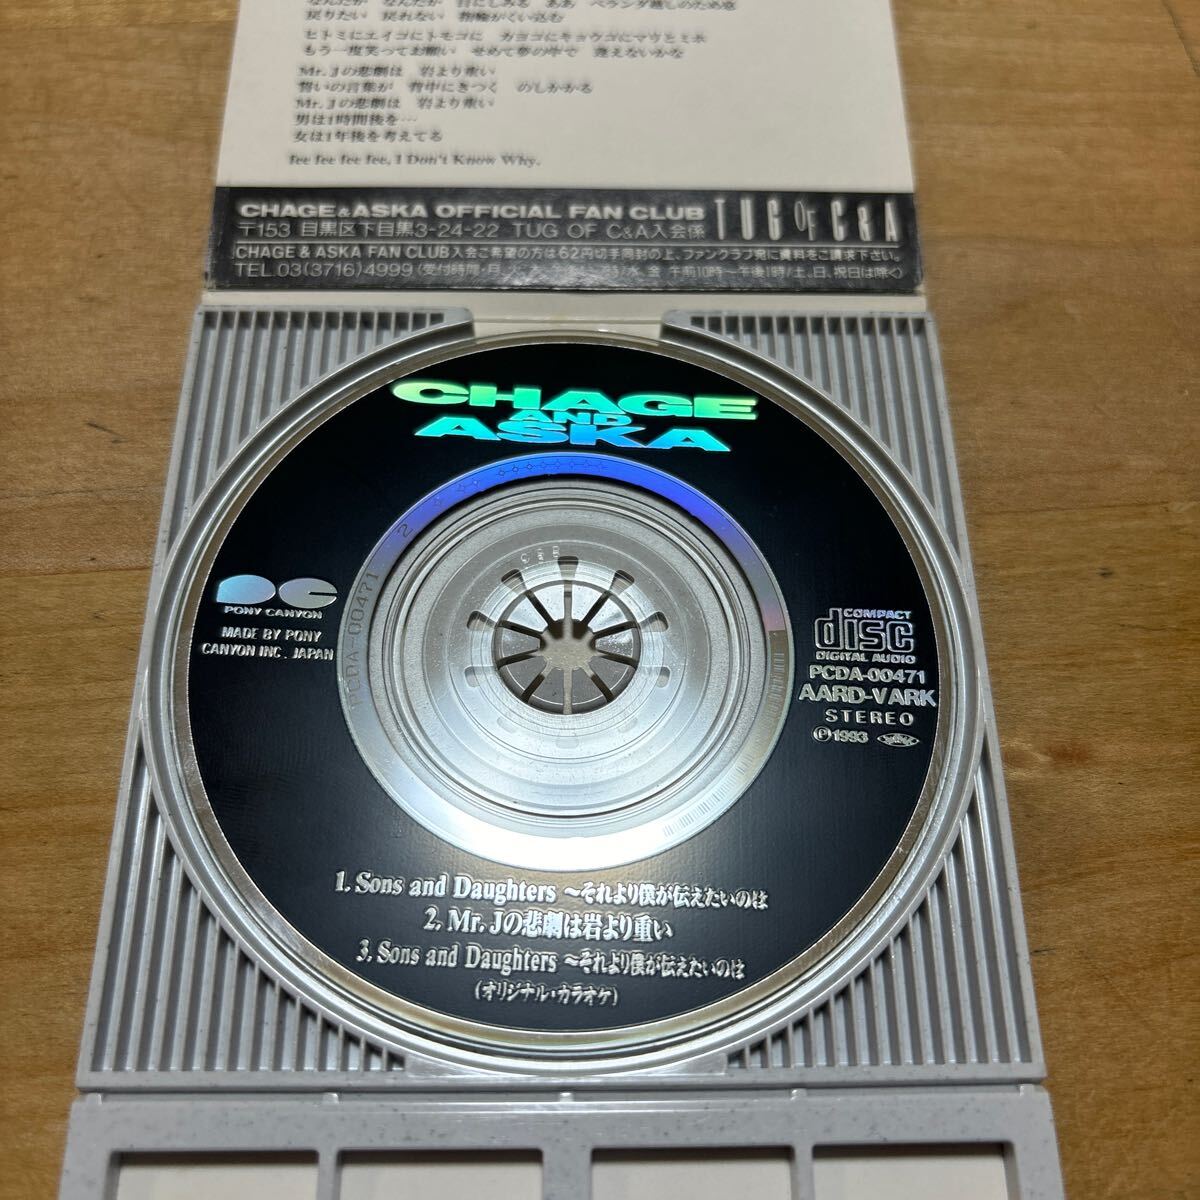 戻りたい 戻れない 指輪がくい込む
ヒトミにエイコにトモコに カヨコにキョウコにマリとミホ
もう一度笑ってお願い せめて夢の中で 逢えないかな
Mr. Jの悲劇は 岩より重い
誓いの言葉が 背中にきつく のしかかる
Mr. Jの悲劇は 岩より重い
男は1時間後を…
女は1年後を考えてる
fee fee fee fee, I Don't Know Why.
CHAGE&ASKA OFFICIAL FAN CLUB
〒153 目黒区下目黒3-24-22 TUG OF C&A入会係
TUG OF C&A
CHAGE & ASKA FAN CLUB入会ご希望の方は62円切手同封の上、ファンクラブ宛に資料をご請求下さい。
TEL.03(3716)4999
CHAGE
AND
ASKA
PCDA-00471 2
PONY CANYON
MADE BY PONY
CANYON INC. JAPAN
COMPACT
disc
DIGITAL AUDIO
PCDA-00471
AARD-VARK
STEREO
Ⓟ1993
1. Sons and Daughters ～それより僕が伝えたいのは
2. Mr. Jの悲劇は岩より重い
3. Sons and Daughters ～それより僕が伝えたいのは
(オリジナル・カラオケ)